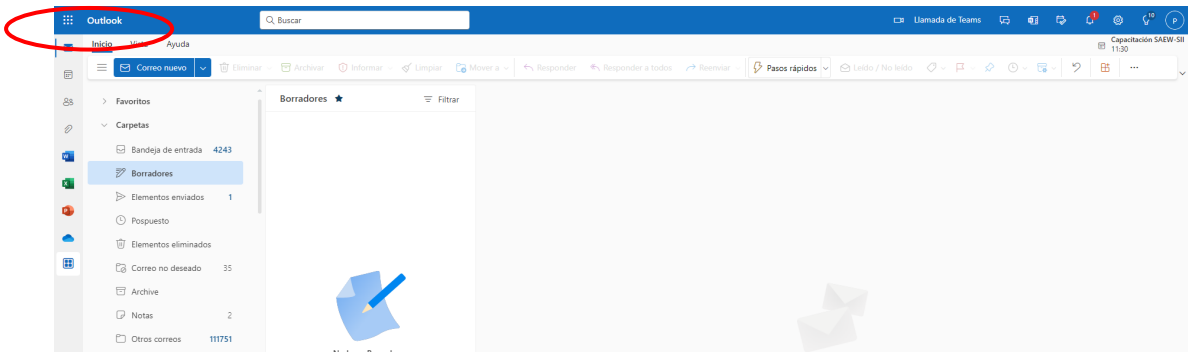 Outlook
Buscar
Llamada de Teams
1
10
P
Inicio Vista Ayuda
Capacitación SAEW-SII
11:30
Correo nuevo Eliminar Archivar Informar Limpiar Mover a Responder Responder a todos Reenviar Pasos rápidos Leído / No leído
Favoritos
Borradores
Filtrar
Carpetas
Bandeja de entrada 4243
Borradores
Elementos enviados 1
Pospuesto
Elementos eliminados
Correo no deseado 35
Archive
Notas 2
Otros correos 111751